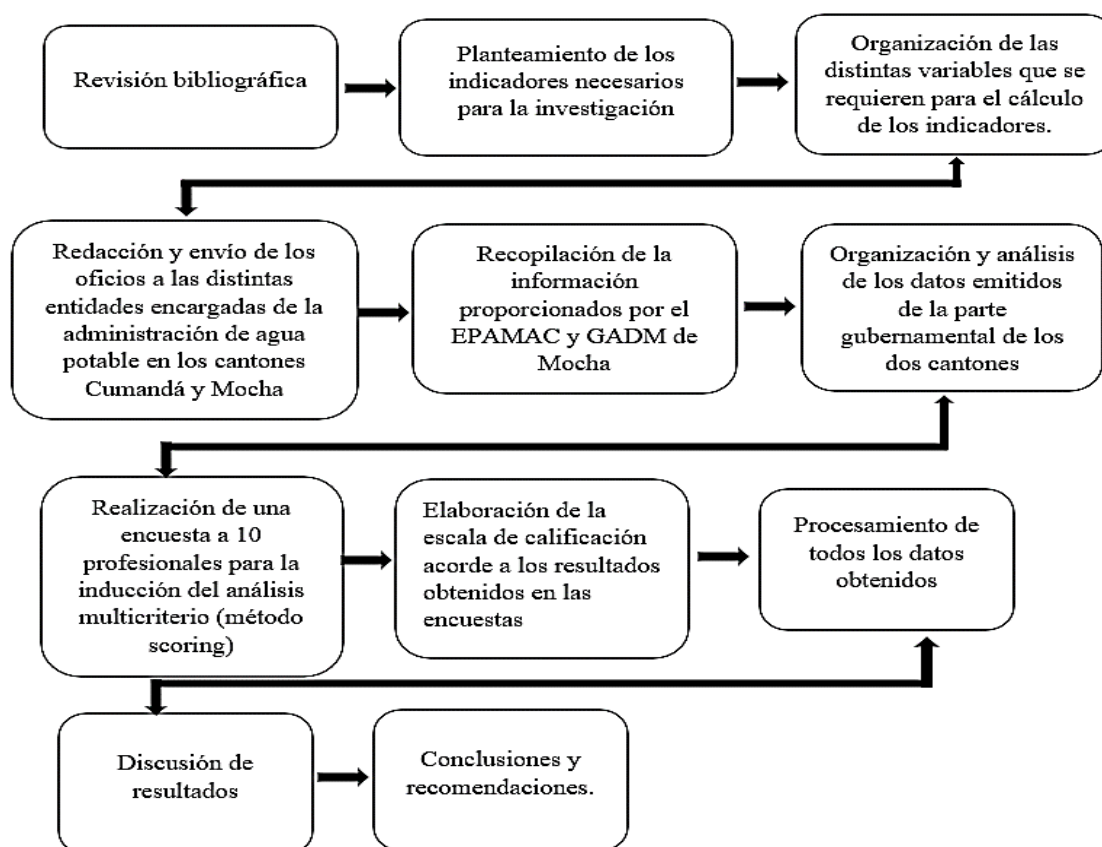 Revisión bibliográfica
Planteamiento de los
indicadores necesarios
para la investigación
Organización de las
distintas variables que se
requieren para el cálculo
de los indicadores.
Redacción y envío de los
oficios a las distintas
entidades encargadas de la
administración de agua
potable en los cantones
Cumandá y Mocha
Recopilación de la
información
proporcionados por el
EPAMAC y GADM de
Mocha
Organización y análisis
de los datos emitidos
de la parte
gubernamental de los
dos cantones
Realización de una
encuesta a 10
profesionales para la
inducción del análisis
multicriterio (método
scoring)
Elaboración de la
escala de calificación
acorde a los resultados
obtenidos en las
encuestas
Procesamiento de
todos los datos
obtenidos
Discusión de
resultados
Conclusiones y
recomendaciones.